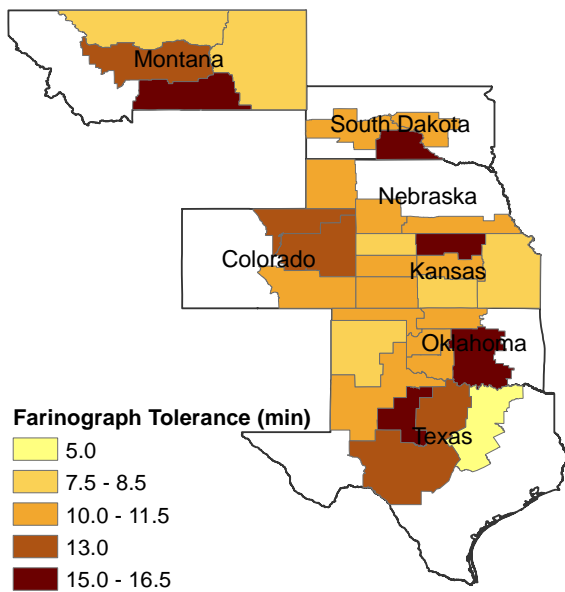 Montana
South Dakota
Nebraska
Colorado
Kansas
Oklahoma
Texas
Farinograph Tolerance (min)
5.0
7.5 - 8.5
10.0 - 11.5
13.0
15.0 - 16.5